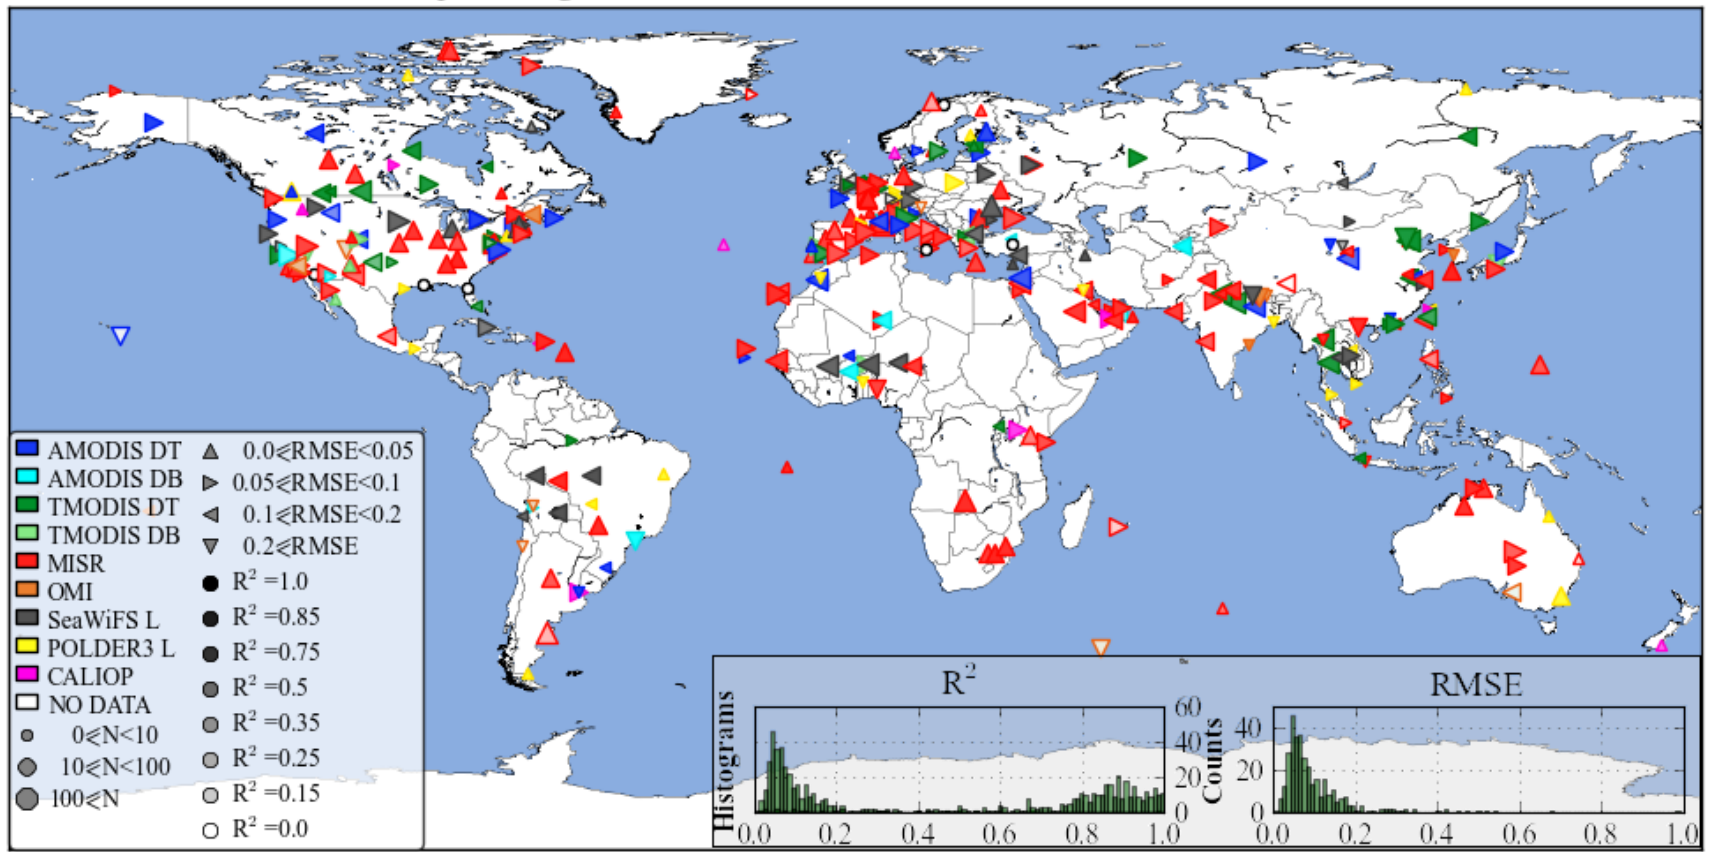 AMODIS DT
AMODIS DB
TMODIS DT
TMODIS DB
MISR
OMI
SeaWiFS L
POLDER3 L
CALIOP
NO DATA
0⩽N<10
10⩽N<100
100⩽N
0.0⩽RMSE<0.05
0.05⩽RMSE<0.1
0.1⩽RMSE<0.2
0.2⩽RMSE
R² =1.0
R² =0.85
R² =0.75
R² =0.5
R² =0.35
R² =0.25
R² =0.15
R² =0.0
R²
Histograms
60
40
20
0
0.0 0.2 0.4 0.6 0.8 1.0
RMSE
Counts
40
20
0
0.0 0.2 0.4 0.6 0.8 1.0